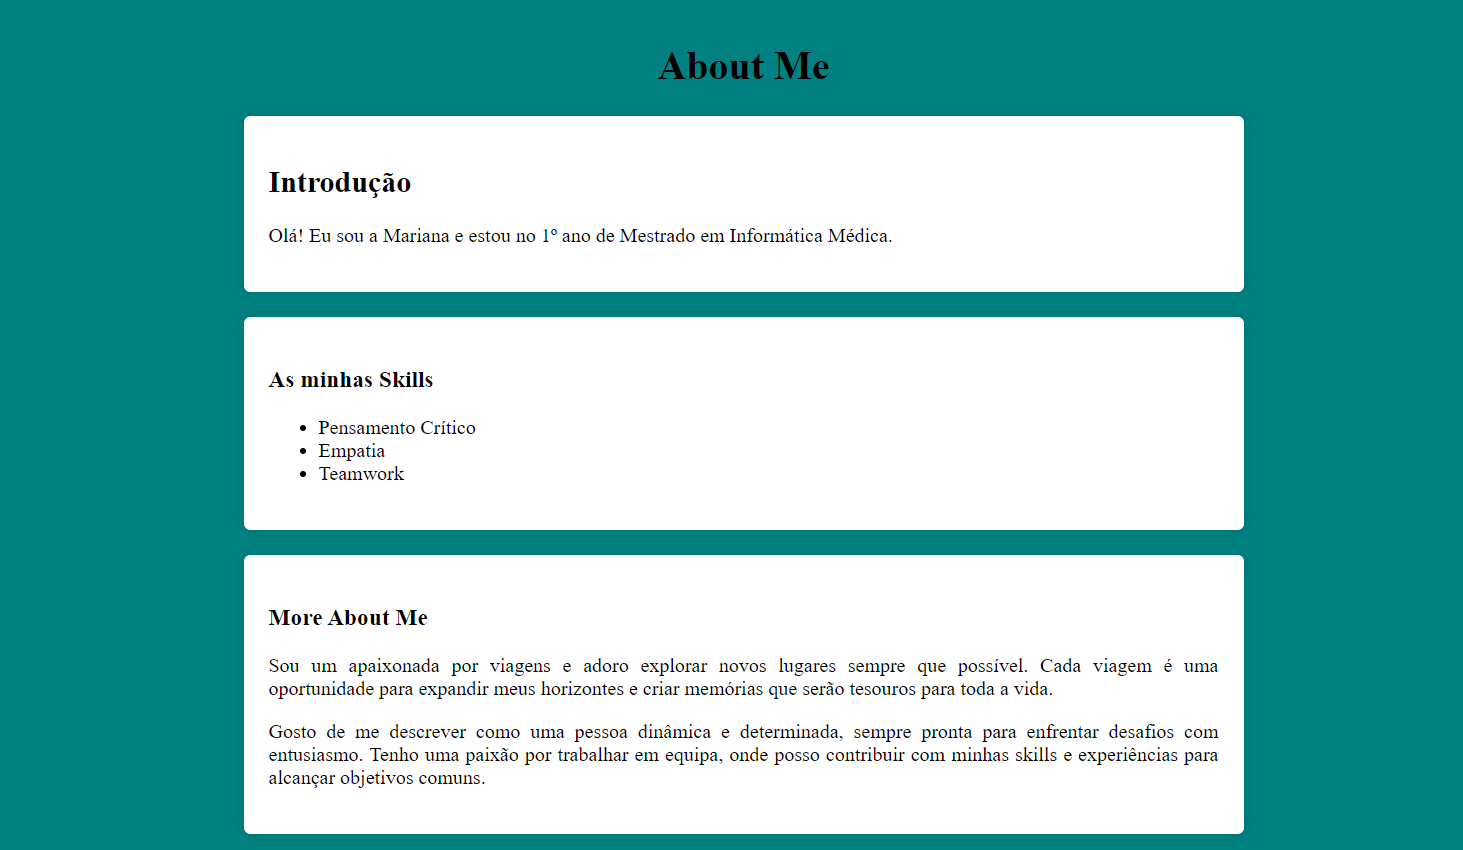 About Me
Introdução
Olá! Eu sou a Mariana e estou no 1º ano de Mestrado em Informática Médica.
As minhas Skills
Pensamento Crítico
Empatia
Teamwork
More About Me
Sou um apaixonada por viagens e adoro explorar novos lugares sempre que possível. Cada viagem é uma
oportunidade para expandir meus horizontes e criar memórias que serão tesouros para toda a vida.
Gosto de me descrever como uma pessoa dinâmica e determinada, sempre pronta para enfrentar desafios com
entusiasmo. Tenho uma paixão por trabalhar em equipa, onde posso contribuir com minhas skills e experiências para
alcançar objetivos comuns.